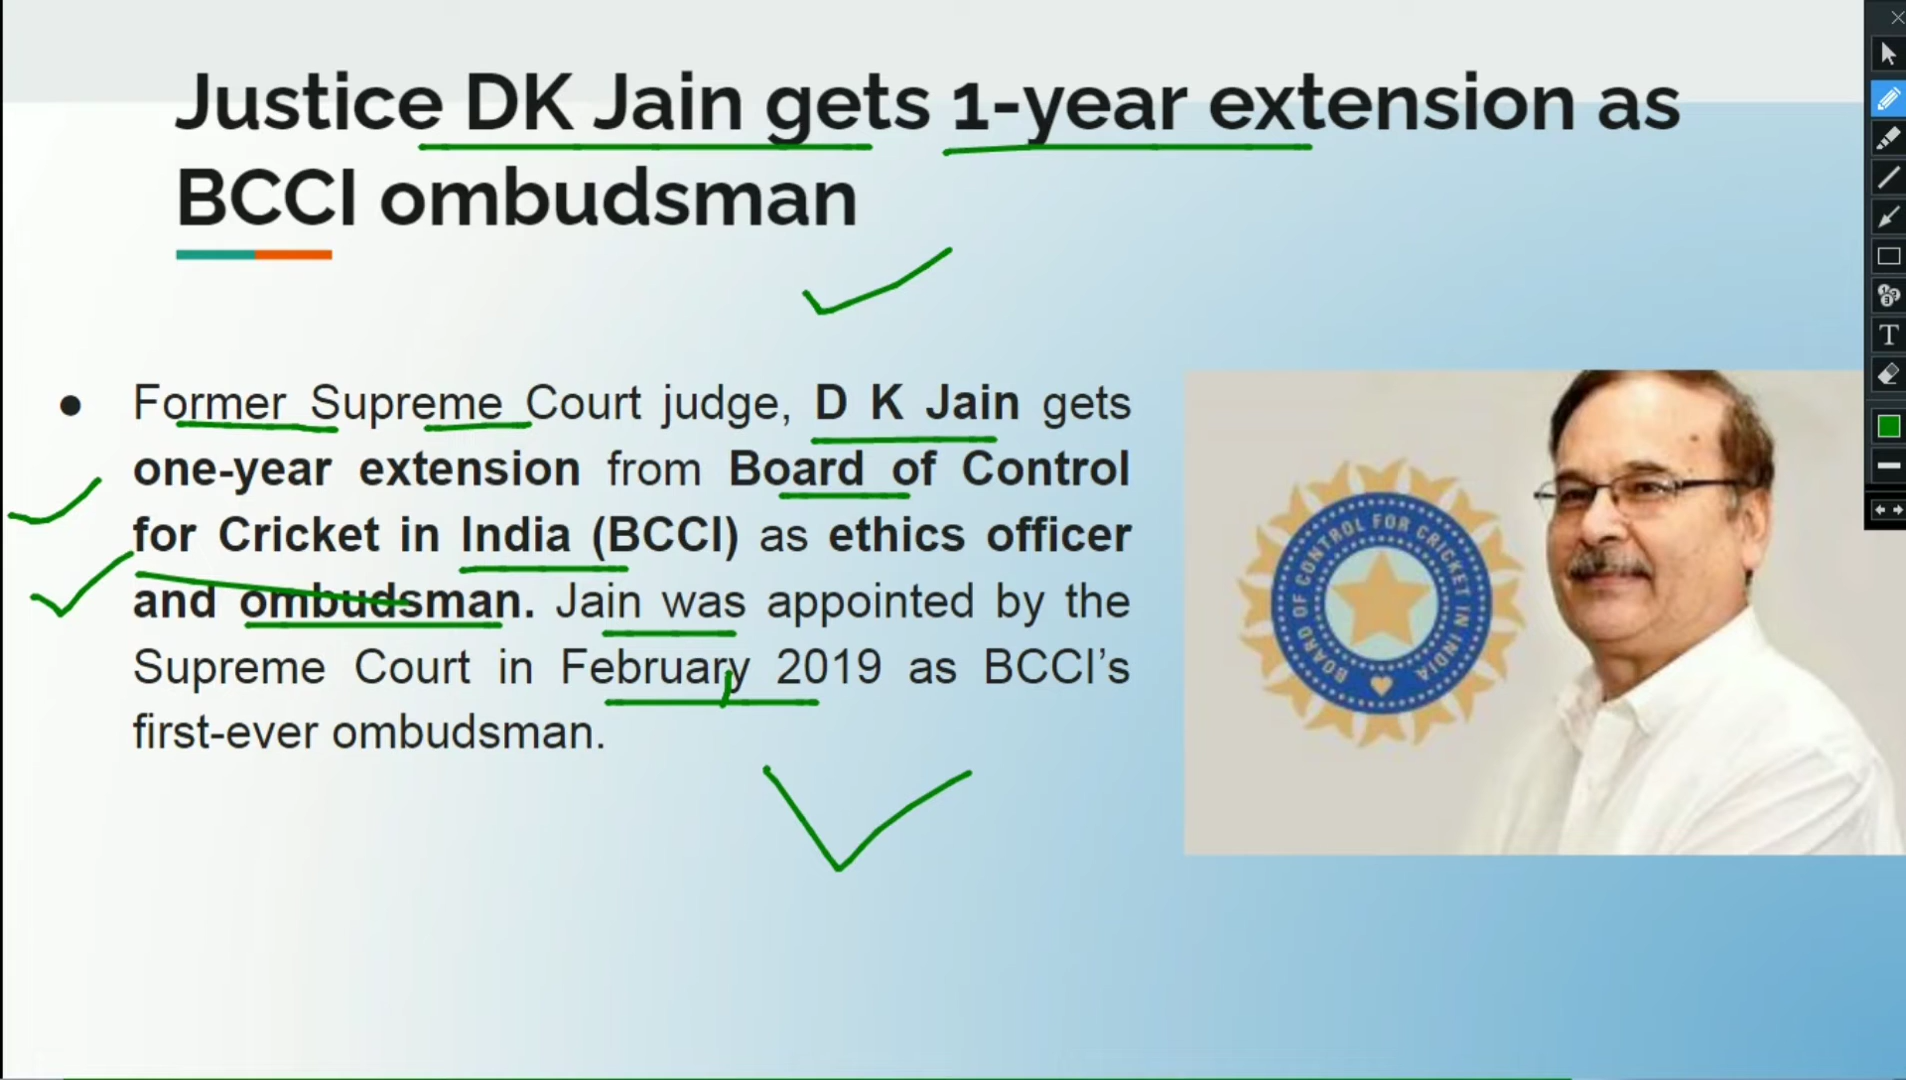 Justice DK Jain gets 1-year extension as
BCCI ombudsman
● Former Supreme Court judge, D K Jain gets
one-year extension from Board of Control
for Cricket in India (BCCI) as ethics officer
and ombudsman. Jain was appointed by the
Supreme Court in February 2019 as BCCI’s
first-ever ombudsman.
BOARD OF CONTROL FOR CRICKET IN INDIA
T